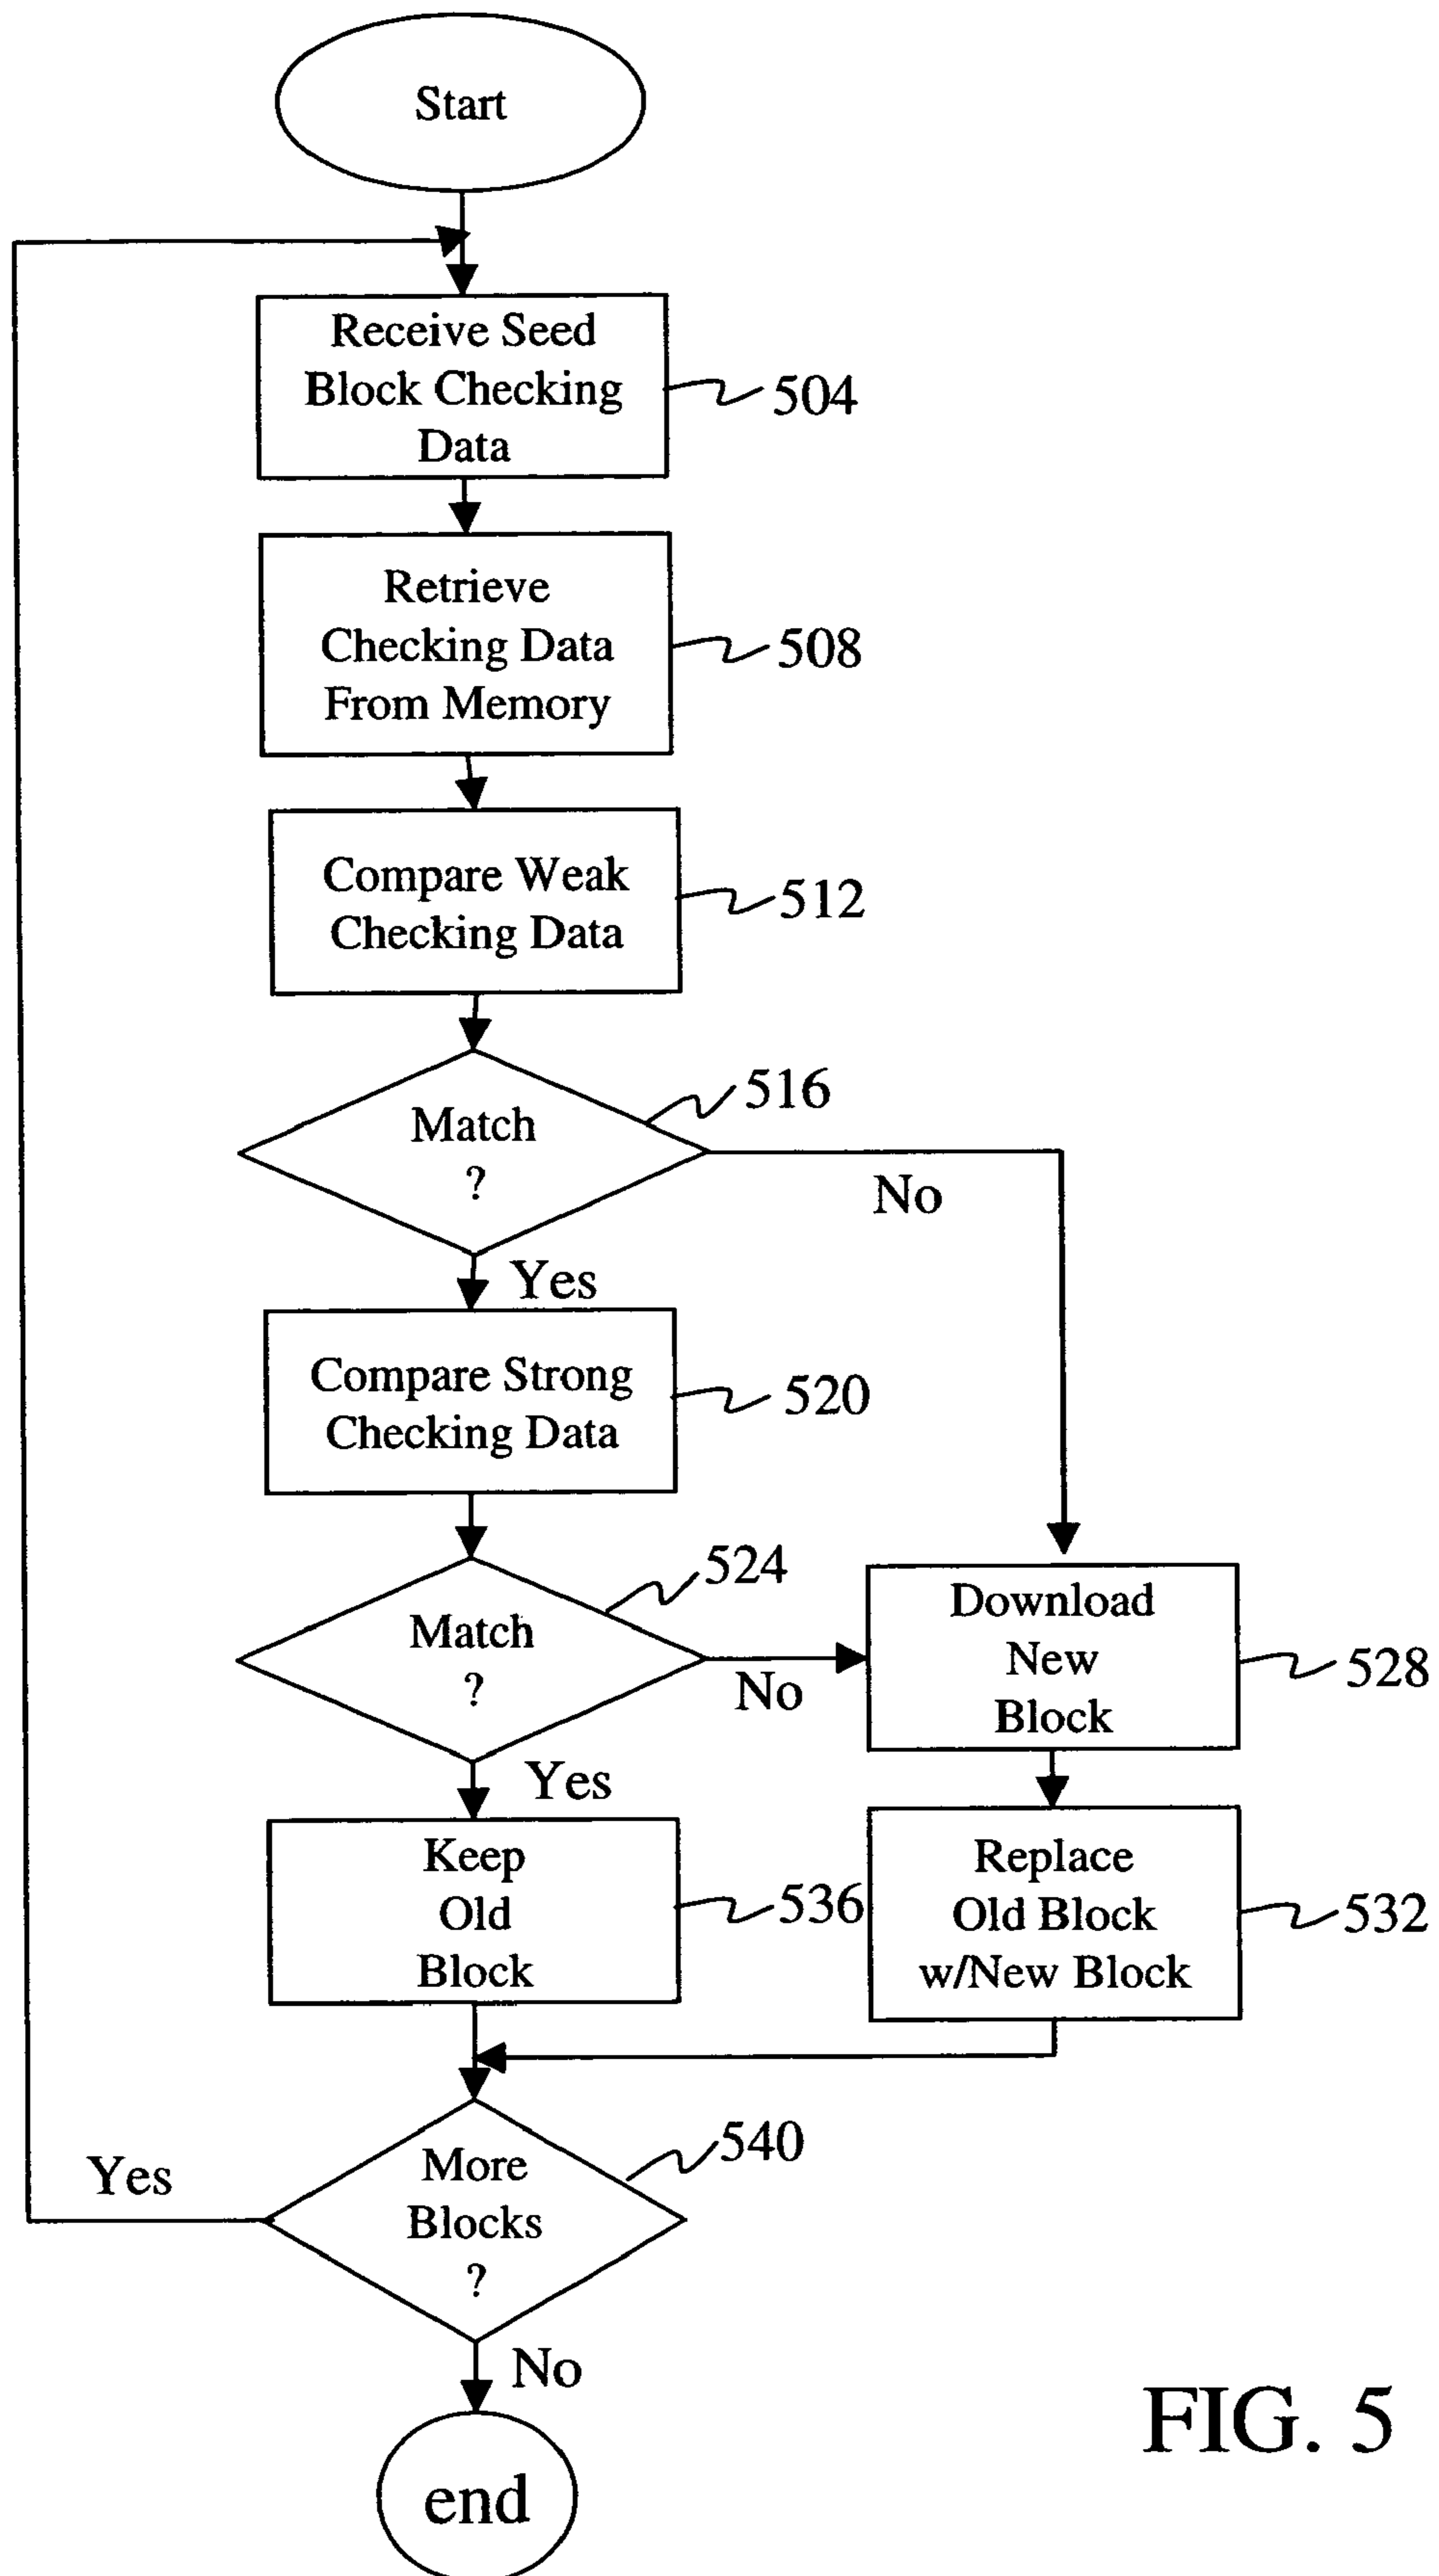 Start
Receive Seed
Block Checking
Data
504
Retrieve
Checking Data
From Memory
508
Compare Weak
Checking Data
512
Match
?
516
No
Yes
Compare Strong
Checking Data
520
Match
?
524
No
Yes
Download
New
Block
528
Keep
Old
Block
536
Replace
Old Block
w/New Block
532
More
Blocks
?
540
Yes
No
end
FIG. 5